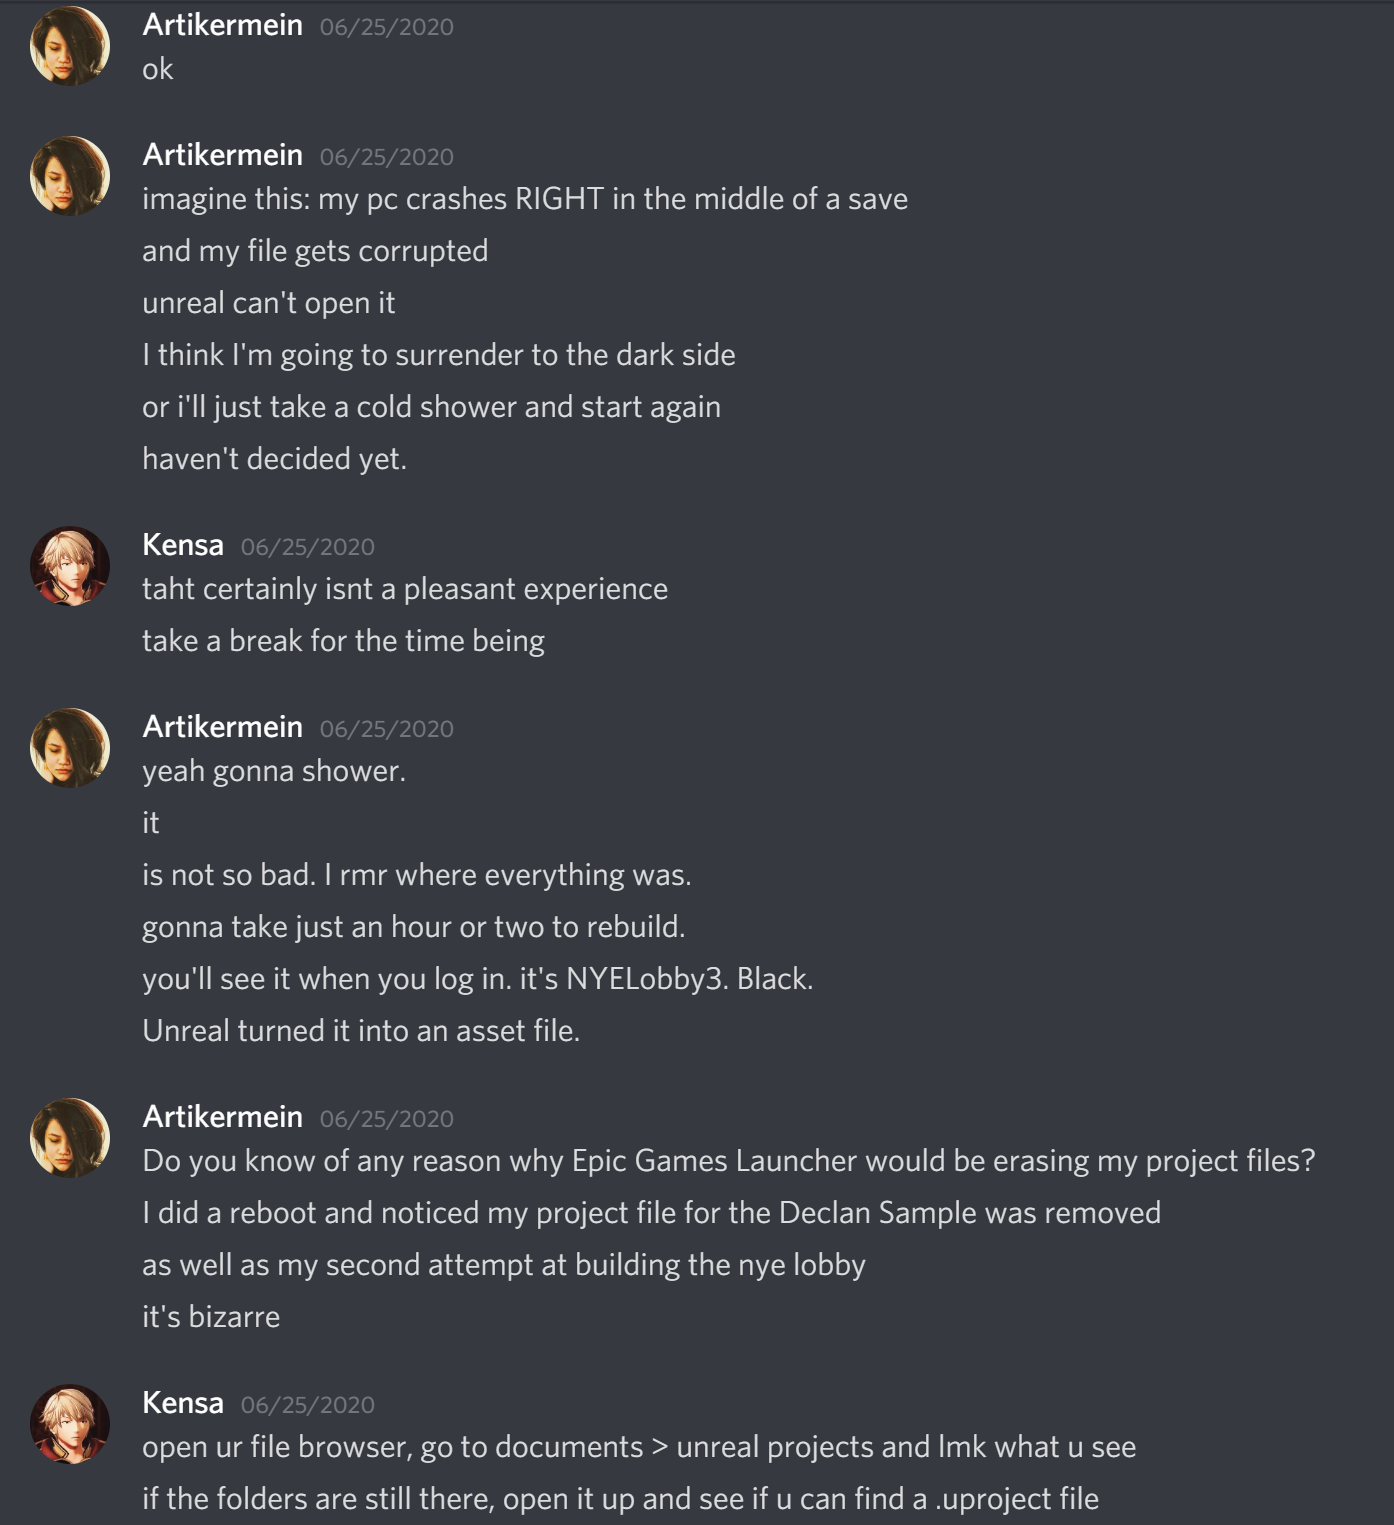 Artikermein 06/25/2020
ok
Artikermein 06/25/2020
imagine this: my pc crashes RIGHT in the middle of a save
and my file gets corrupted
unreal can't open it
I think I'm going to surrender to the dark side
or i'll just take a cold shower and start again
haven't decided yet.
Kensa 06/25/2020
taht certainly isnt a pleasant experience
take a break for the time being
Artikermein 06/25/2020
yeah gonna shower.
it
is not so bad. I rmr where everything was.
gonna take just an hour or two to rebuild.
you'll see it when you log in. it's NYELobby3. Black.
Unreal turned it into an asset file.
Artikermein 06/25/2020
Do you know of any reason why Epic Games Launcher would be erasing my project files?
I did a reboot and noticed my project file for the Declan Sample was removed
as well as my second attempt at building the nye lobby
it's bizarre
Kensa 06/25/2020
open ur file browser, go to documents > unreal projects and lmk what u see
if the folders are still there, open it up and see if u can find a .uproject file